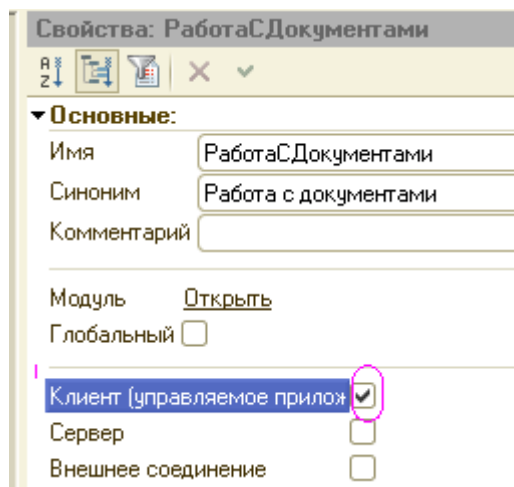 Свойства: РаботаСДокументами
Основные:
Имя РаботаСДокументами
Синоним Работа с документами
Комментарий
Модуль Открыть
Глобальный
Клиент (управляемое прилож
Сервер
Внешнее соединение